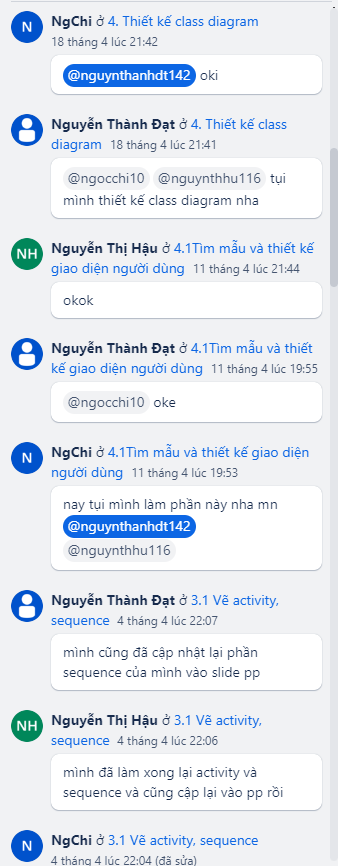 N
NgChi ở 4. Thiết kế class diagram
18 tháng 4 lúc 21:42
@nguynthanhdt142 oki
Nguyễn Thành Đạt ở 4. Thiết kế class
diagram 18 tháng 4 lúc 21:41
@ngocchi10 @nguynthhu116 tụi
mình thiết kế class diagram nha
NH
Nguyễn Thị Hậu ở 4.1Tìm mẫu và thiết kế
giao diện người dùng 11 tháng 4 lúc 21:44
okok
Nguyễn Thành Đạt ở 4.1Tìm mẫu và thiết
kế giao diện người dùng 11 tháng 4 lúc 19:55
@ngocchi10 oke
N
NgChi ở 4.1Tìm mẫu và thiết kế giao diện
người dùng 11 tháng 4 lúc 19:53
nay tụi mình làm phần này nha mn
@nguynthanhdt142
@nguynthhu116
Nguyễn Thành Đạt ở 3.1 Vẽ activity,
sequence 4 tháng 4 lúc 22:07
mình cũng đã cập nhật lại phần
sequence của mình vào slide pp
NH
Nguyễn Thị Hậu ở 3.1 Vẽ activity,
sequence 4 tháng 4 lúc 22:06
mình đã làm xong lại activity và
sequence và cũng cập lại vào pp rồi
N
NgChi ở 3.1 Vẽ activity, sequence
4 tháng 4 lúc 22:04 (đã sửa)